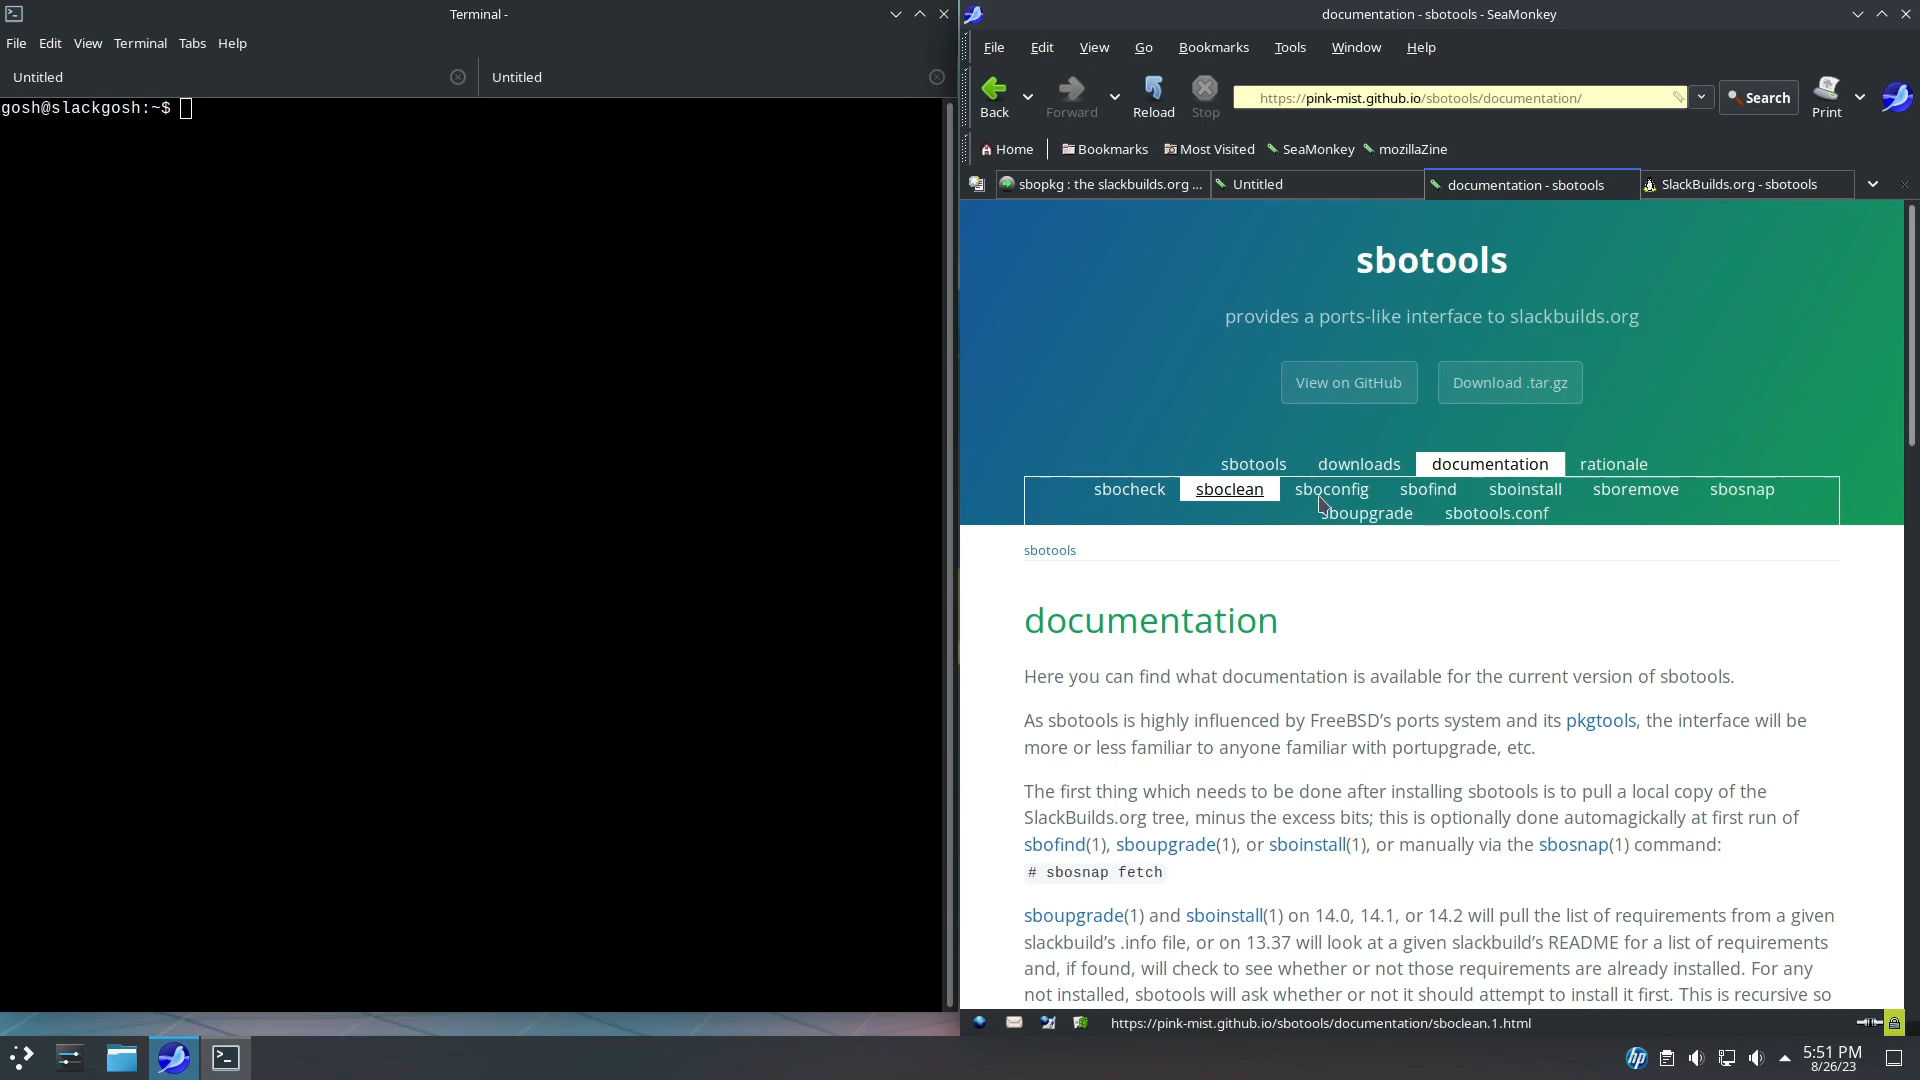 Terminal -
File Edit View Terminal Tabs Help
Untitled
Untitled
gosh@slackgosh:~$
documentation - sbotools - SeaMonkey
File Edit View Go Bookmarks Tools Window Help
Back
Forward
Reload
Stop
https://pink-mist.github.io/sbotools/documentation/
Search
Print
Home Bookmarks Most Visited SeaMonkey mozillaZine
sbopkg : the slackbuilds.org ...
Untitled
documentation - sbotools
SlackBuilds.org - sbotools
sbotools
provides a ports-like interface to slackbuilds.org
View on GitHub
Download .tar.gz
sbotools downloads documentation rationale
sbocheck sboclean sboconfig sbofind sboinstall sboremove sbosnap
sboupgrade sbotools.conf
sbotools
documentation
Here you can find what documentation is available for the current version of sbotools.
As sbotools is highly influenced by FreeBSD's ports system and its pkgtools, the interface will be
more or less familiar to anyone familiar with portupgrade, etc.
The first thing which needs to be done after installing sbotools is to pull a local copy of the
SlackBuilds.org tree, minus the excess bits; this is optionally done automagickally at first run of
sbofind(1), sboupgrade(1), or sboinstall(1), or manually via the sbosnap(1) command:
# sbosnap fetch
sboupgrade(1) and sboinstall(1) on 14.0, 14.1, or 14.2 will pull the list of requirements from a given
slackbuild's .info file, or on 13.37 will look at a given slackbuild's README for a list of requirements
and, if found, will check to see whether or not those requirements are already installed. For any
not installed, sbotools will ask whether or not it should attempt to install it first. This is recursive so
https://pink-mist.github.io/sbotools/documentation/sboclean.1.html
hp
5:51 PM
8/26/23